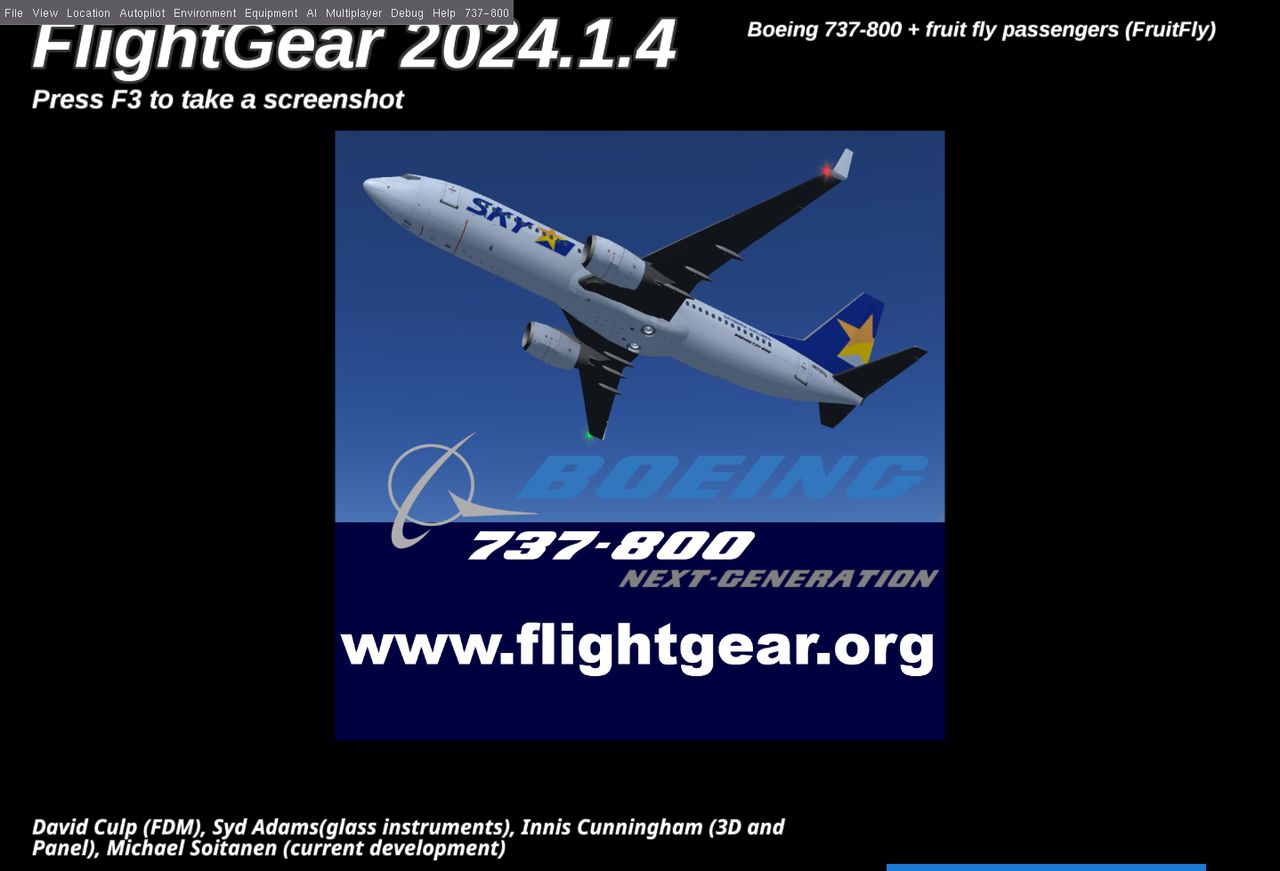 File View Location Autopilot Environment Equipment AI Multiplayer Debug Help 737-800
FlightGear 2024.1.4
Boeing 737-800 + fruit fly passengers (FruitFly)
Press F3 to take a screenshot
SKY
BOEING
737-800
NEXT-GENERATION
www.flightgear.org
David Culp (FDM), Syd Adams(glass instruments), Innis Cunningham (3D and
Panel), Michael Soitanen (current development)